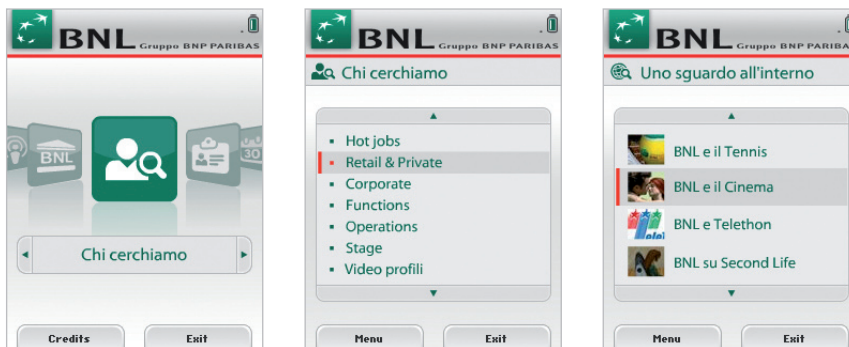 BNL Gruppo BNP PARIBAS
BNL
30
Chi cerchiamo
Credits Exit
BNL Gruppo BNP PARIBAS
Chi cerchiamo
Hot jobs
Retail & Private
Corporate
Functions
Operations
Stage
Video profili
Menu Exit
BNL Gruppo BNP PARIBAS
Uno sguardo all'interno
BNL e il Tennis
BNL e il Cinema
BNL e Telethon
BNL su Second Life
Menu Exit